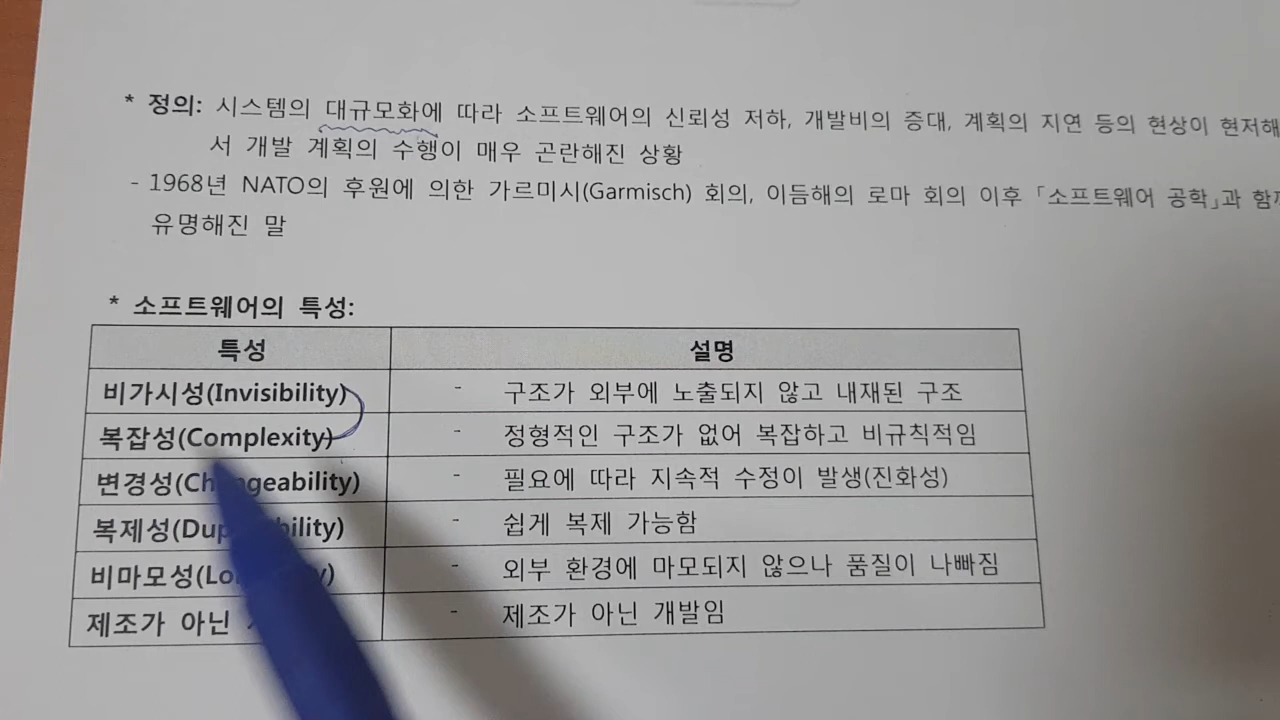 * 정의: 시스템의 대규모화에 따라 소프트웨어의 신뢰성 저하, 개발비의 증대, 계획의 지연 등의 현상이 현저해
서 개발 계획의 수행이 매우 곤란해진 상황
- 1968년 NATO의 후원에 의한 가르미시(Garmisch) 회의, 이듬해의 로마 회의 이후 「소프트웨어 공학」과
유명해진 말
* 소프트웨어의 특성:
특성 설명
비가시성(Invisibility) - 구조가 외부에 노출되지 않고 내재된 구조
복잡성(Complexity) - 정형적인 구조가 없어 복잡하고 비규칙적임
변경성(Changeability) - 필요에 따라 지속적 수정이 발생(진화성)
복제성 - 쉽게 복제 가능함
비마모성 - 외부 환경에 마모되지 않으나 품질이 나빠짐
제조가 아닌 - 제조가 아닌 개발임